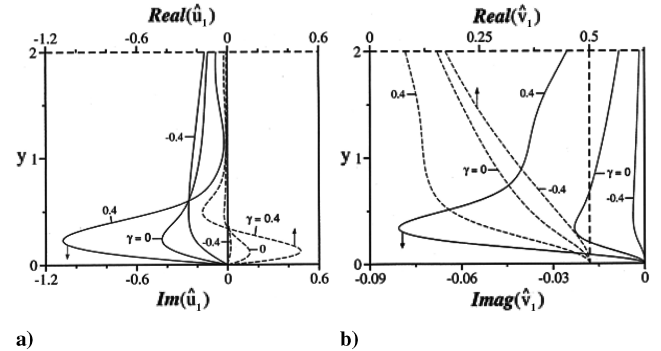 Real(û₁)
-1.2 -0.6 0 0.6
2
-0.4
y 1
0.4
γ = 0.4
γ = 0
-0.4
0
0
-1.2 -0.6 0 0.6
Im(û₁)
a)
Real(v̂₁)
0 0.25 0.5
2
0.4
0.4
y 1
γ = 0
γ = 0
-0.4
-0.4
0
-0.09 -0.06 -0.03 0
Imag(v̂₁)
b)